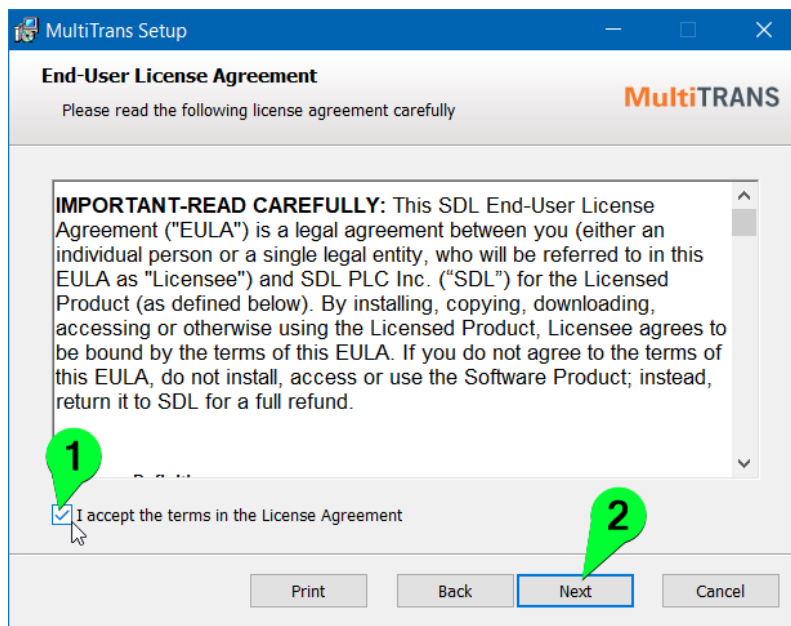 MultiTrans Setup
End-User License Agreement
Please read the following license agreement carefully
MultiTRANS
IMPORTANT-READ CAREFULLY: This SDL End-User License
Agreement ("EULA") is a legal agreement between you (either an
individual person or a single legal entity, who will be referred to in this
EULA as "Licensee") and SDL PLC Inc. (“SDL”) for the Licensed
Product (as defined below). By installing, copying, downloading,
accessing or otherwise using the Licensed Product, Licensee agrees to
be bound by the terms of this EULA. If you do not agree to the terms of
this EULA, do not install, access or use the Software Product; instead,
return it to SDL for a full refund.
1
I accept the terms in the License Agreement
2
Print
Back
Next
Cancel